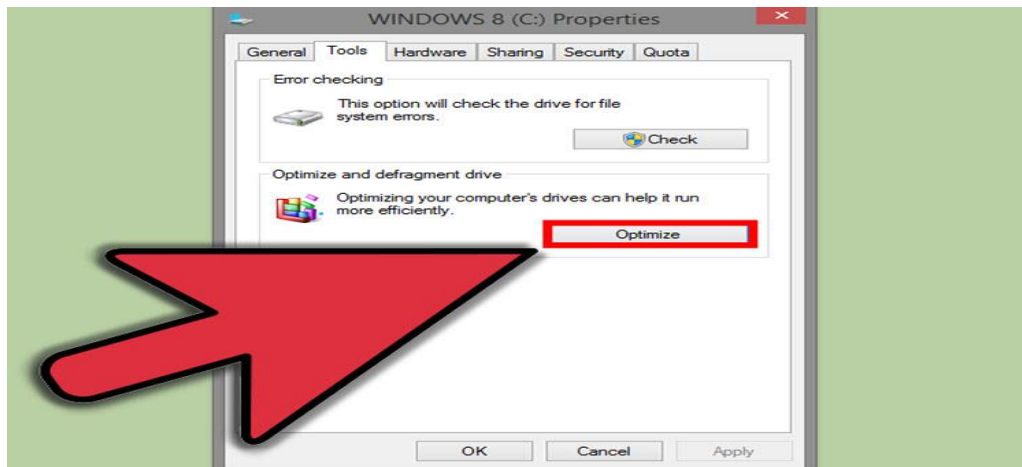 WINDOWS 8 (C:) Properties
General Tools Hardware Sharing Security Quota
Error checking
This option will check the drive for file
system errors.
Check
Optimize and defragment drive
Optimizing your computer's drives can help it run
more efficiently.
Optimize
OK Cancel Apply